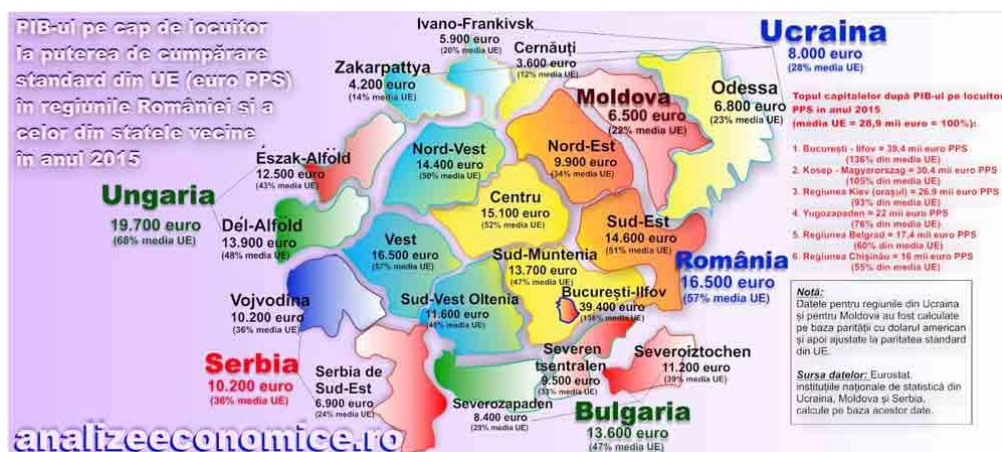 PIB-ul pe cap de locuitor
la puterea de cumpărare
standard din UE (euro PPS)
în regiunile României și a
celor din statele vecine
în anul 2015
Ivano-Frankivsk
5.900 euro
(20% media UE)
Cernăuți
3.600 euro
(12% media UE)
Ucraina
8.000 euro
(28% media UE)
Zakarpattya
4.200 euro
(14% media UE)
Moldova
6.500 euro
(22% media UE)
Odessa
6.800 euro
(23% media UE)
Topul capitalelor după PIB-ul pe locuitor
PPS in anul 2015
(media UE = 28,9 mii euro = 100%):
1. București - Ilfov = 39,4 mii euro PPS
(136% din media UE)
2. Kosep - Magyarorszag = 30.4 mii euro PPS
(105% din media UE)
3. Regiunea Kiev (orașul) = 26.9 mii euro PPS
(93% din media UE)
4. Yugozapaden = 22 mii euro PPS
(76% din media UE)
5. Regiunea Belgrad = 17,4 mii euro PPS
(60% din media UE)
6. Regiunea Chișinău = 16 mii euro PPS
(55% din media UE)
Eszak-Alfold
12.500 euro
(43% media UE)
Nord-Vest
14.400 euro
(50% media UE)
Nord-Est
9.900 euro
(34% media UE)
Ungaria
19.700 euro
(68% media UE)
Centru
15.100 euro
(52% media UE)
Del-Alfold
13.900 euro
(48% media UE)
Vest
16.500 euro
(57% media UE)
Sud-Est
14.600 euro
(51% media UE)
Sud-Muntenia
13.700 euro
(47% media UE)
România
16.500 euro
(57% media UE)
București-Ilfov
39.400 euro
(136% media UE)
Vojvodina
10.200 euro
(36% media UE)
Sud-Vest Oltenia
11.600 euro
(40% media UE)
Notă:
Datele pentru regiunile din Ucraina
și pentru Moldova au fost calculate
pe baza parității cu dolarul american
și apoi ajustate la paritatea standard
din UE.
Sursa datelor: Eurostat,
instituțiile naționale de statistică din
Ucraina, Moldova și Serbia,
calcule pe baza acestor date.
Serbia
10.200 euro
(36% media UE)
Serbia de
Sud-Est
6.900 euro
(24% media UE)
Severen
tsentralen
9.500 euro
(33% media UE)
Severoiztochen
11.200 euro
(39% media UE)
Severozapaden
8.400 euro
(29% media UE)
Bulgaria
13.600 euro
(47% media UE)
analizeeconomice.ro